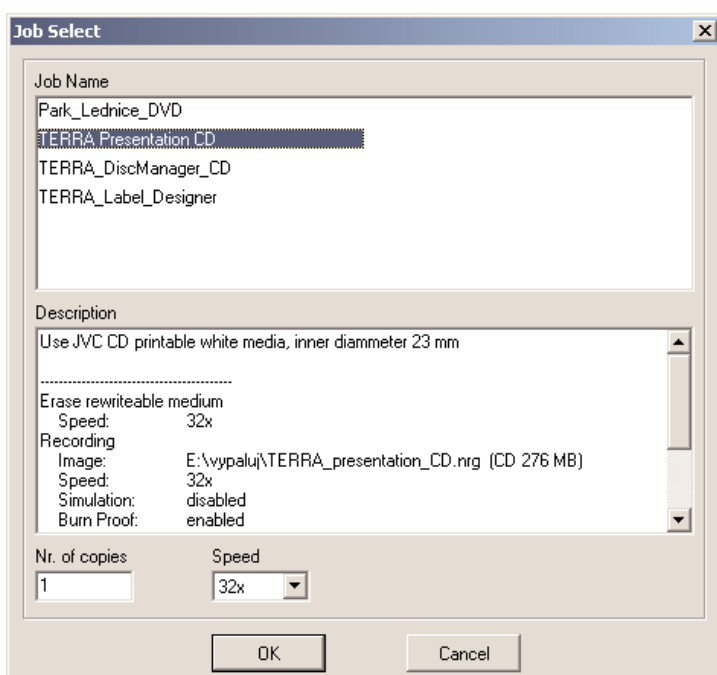 Job Select
Job Name
Park_Lednice_DVD
TERRA Presentation CD
TERRA_DiscManager_CD
TERRA_Label_Designer
Description
Use JVC CD printable white media, inner diammeter 23 mm
------------------------------------------
Erase rewriteable medium
Speed: 32x
Recording
Image: E:\vypaluj\TERRA_presentation_CD.nrg (CD 276 MB)
Speed: 32x
Simulation: disabled
Burn Proof: enabled
Nr. of copies Speed
1 32x
OK Cancel